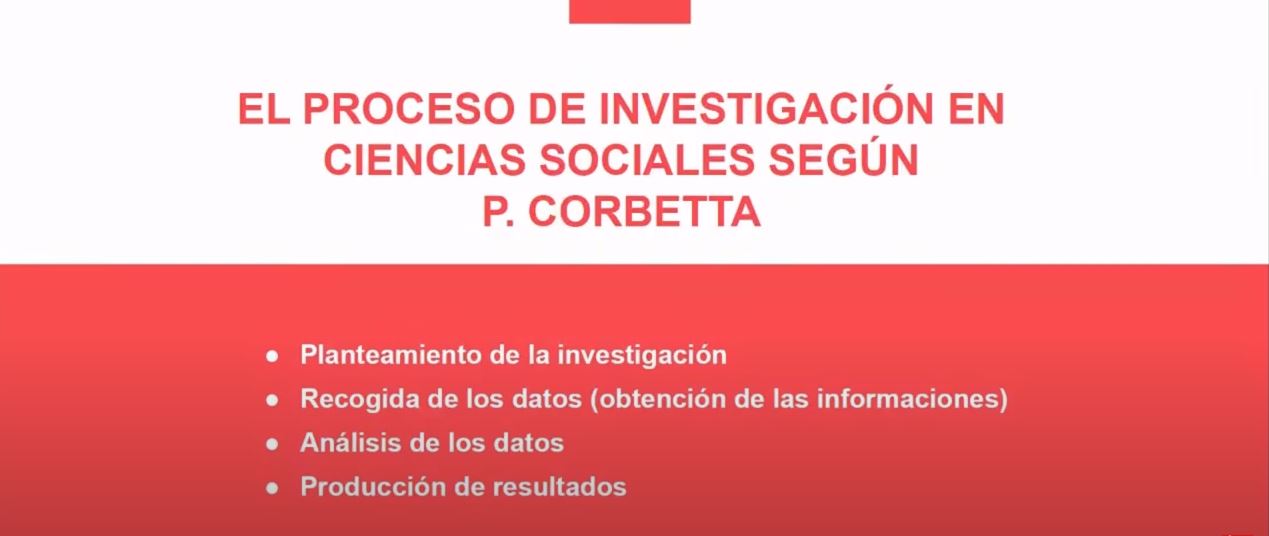 EL PROCESO DE INVESTIGACIÓN EN
CIENCIAS SOCIALES SEGÚN
P. CORBETTA
● Planteamiento de la investigación
● Recogida de los datos (obtención de las informaciones)
● Análisis de los datos
● Producción de resultados